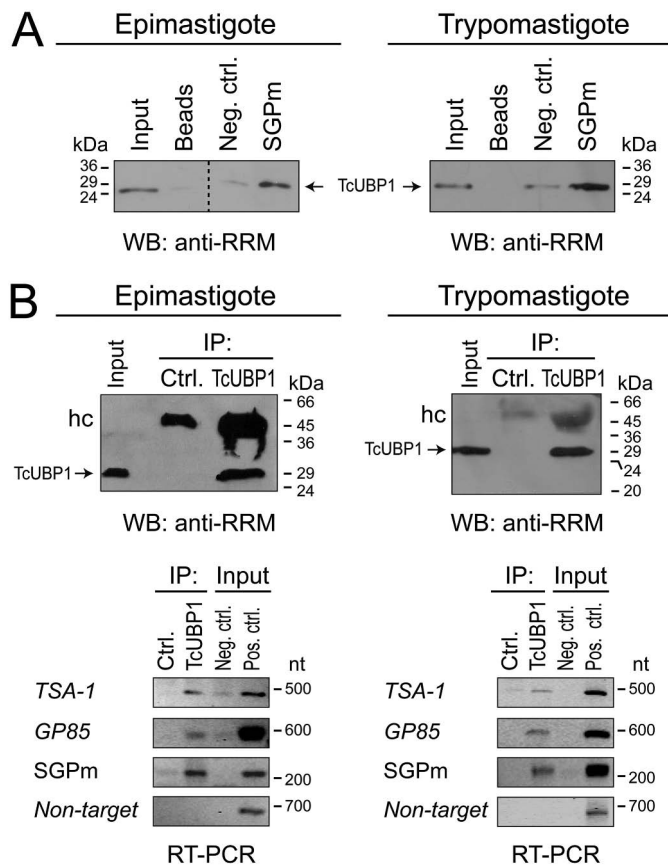 A
Epimastigote
Trypomastigote
Input
Beads
Neg. ctrl.
SGPm
Input
Beads
Neg. ctrl.
SGPm
kDa
36
29
24
TcUBP1
kDa
36
29
24
WB: anti-RRM
WB: anti-RRM
B
Epimastigote
Trypomastigote
Input
IP:
Ctrl. TcUBP1
kDa
hc
66
45
36
TcUBP1
29
24
WB: anti-RRM
Input
IP:
Ctrl. TcUBP1
kDa
hc
66
45
36
TcUBP1
29
24
20
WB: anti-RRM
IP: Input
Ctrl.
TcUBP1
Neg. ctrl.
Pos. ctrl.
nt
TSA-1 500
GP85 600
SGPm 200
Non-target 700
RT-PCR
IP: Input
Ctrl.
TcUBP1
Neg. ctrl.
Pos. ctrl.
nt
TSA-1 500
GP85 600
SGPm 200
Non-target 700
RT-PCR